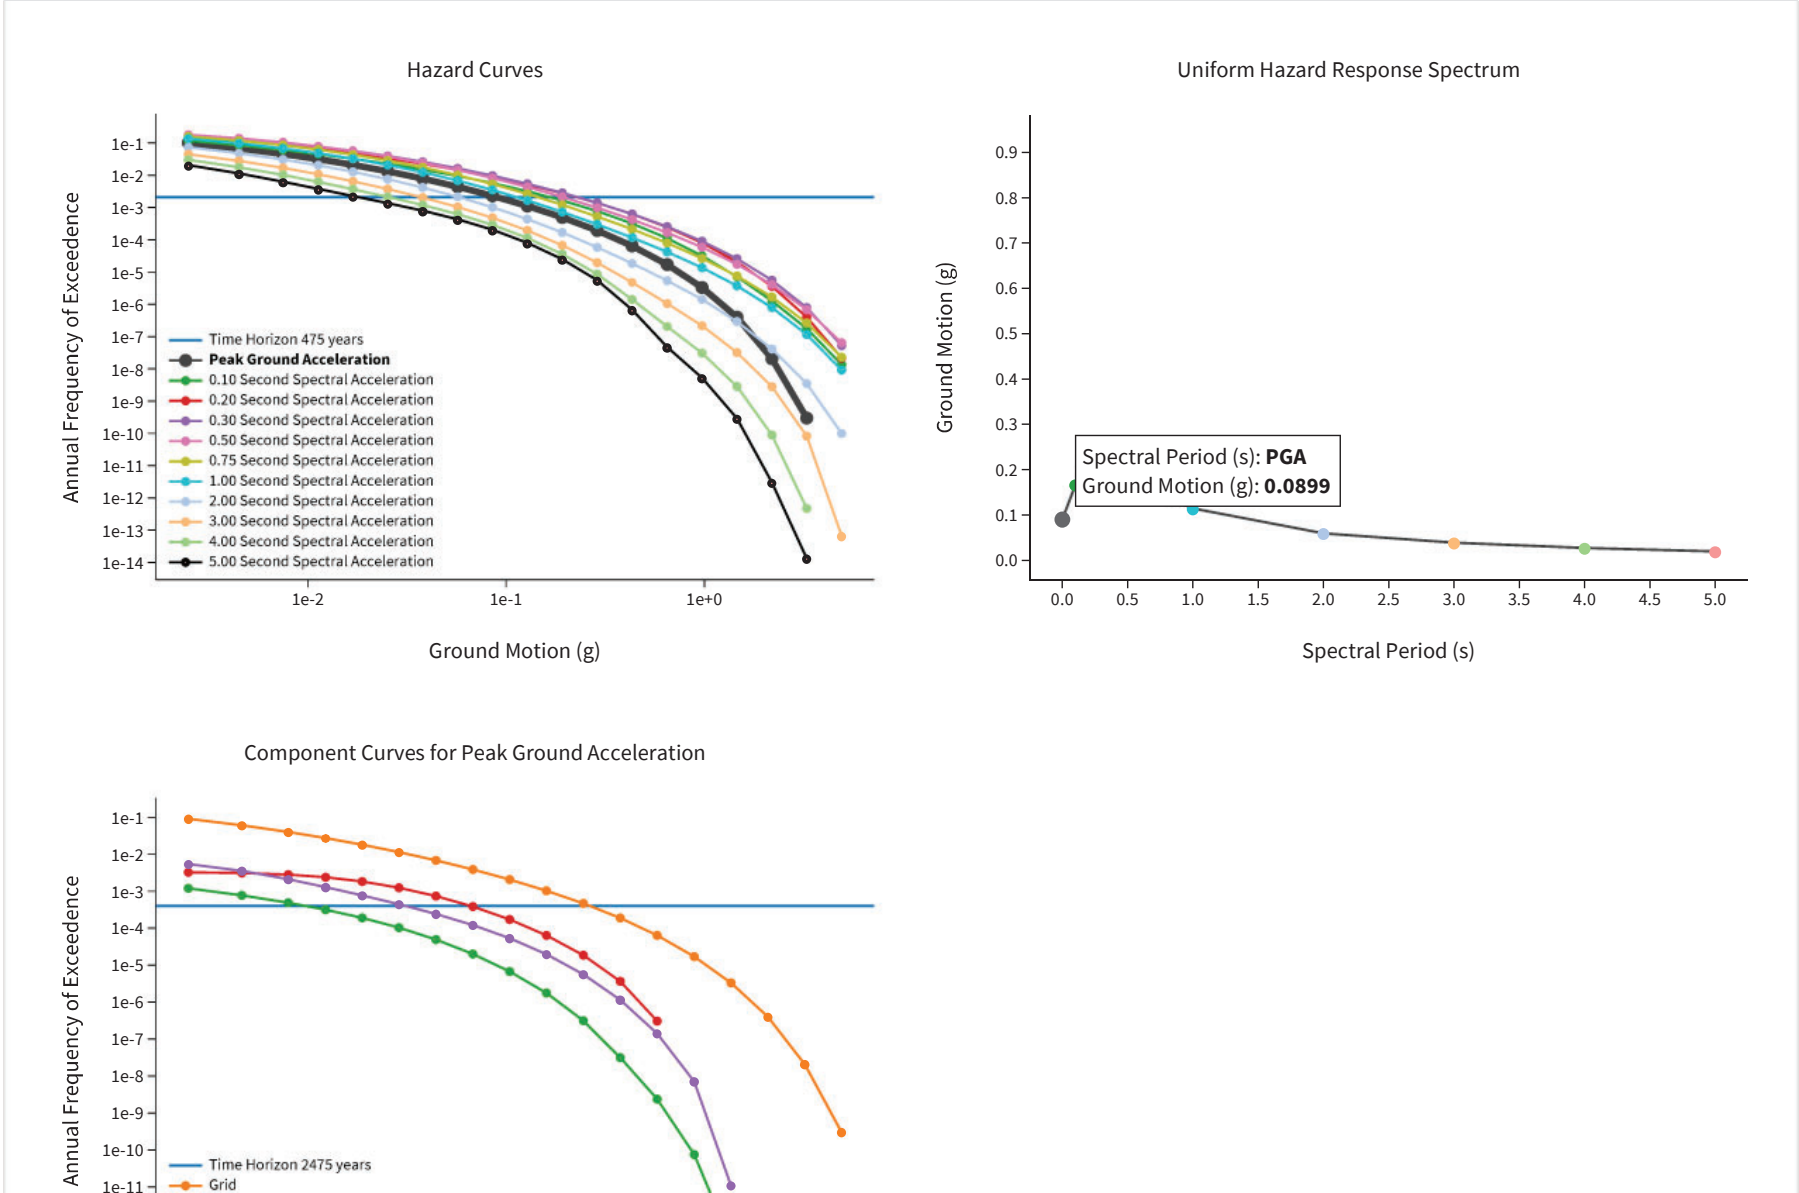 Hazard Curves
Annual Frequency of Exceedence
1e-1
1e-2
1e-3
1e-4
1e-5
1e-6
1e-7
1e-8
1e-9
1e-10
1e-11
1e-12
1e-13
1e-14
Time Horizon 475 years
Peak Ground Acceleration
0.10 Second Spectral Acceleration
0.20 Second Spectral Acceleration
0.30 Second Spectral Acceleration
0.50 Second Spectral Acceleration
0.75 Second Spectral Acceleration
1.00 Second Spectral Acceleration
2.00 Second Spectral Acceleration
3.00 Second Spectral Acceleration
4.00 Second Spectral Acceleration
5.00 Second Spectral Acceleration
1e-2 1e-1 1e+0
Ground Motion (g)
Uniform Hazard Response Spectrum
Ground Motion (g)
0.9
0.8
0.7
0.6
0.5
0.4
0.3
0.2
0.1
0.0
Spectral Period (s): PGA
Ground Motion (g): 0.0899
0.0 0.5 1.0 1.5 2.0 2.5 3.0 3.5 4.0 4.5 5.0
Spectral Period (s)
Component Curves for Peak Ground Acceleration
Annual Frequency of Exceedence
1e-1
1e-2
1e-3
1e-4
1e-5
1e-6
1e-7
1e-8
1e-9
1e-10
1e-11
Time Horizon 2475 years
Grid